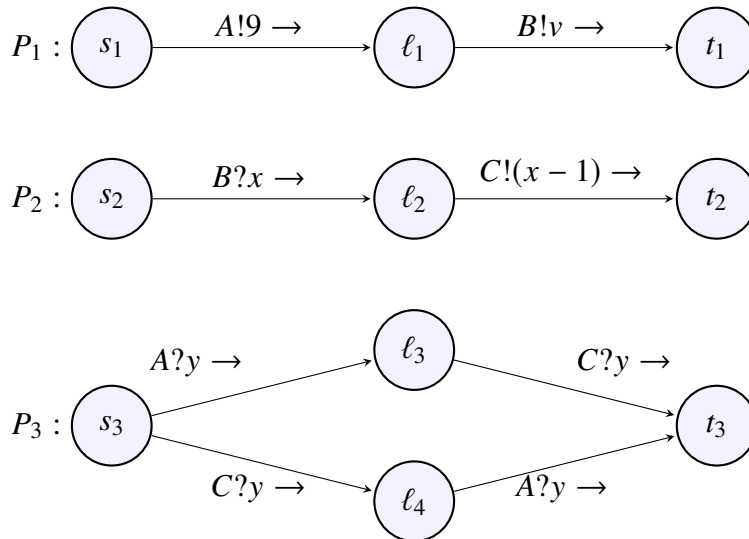 A!9 → B!v →
P₁ : s₁ ℓ₁ t₁
B?x → C!(x − 1) →
P₂ : s₂ ℓ₂ t₂
ℓ₃
A?y → C?y →
P₃ : s₃ t₃
C?y → A?y →
ℓ₄